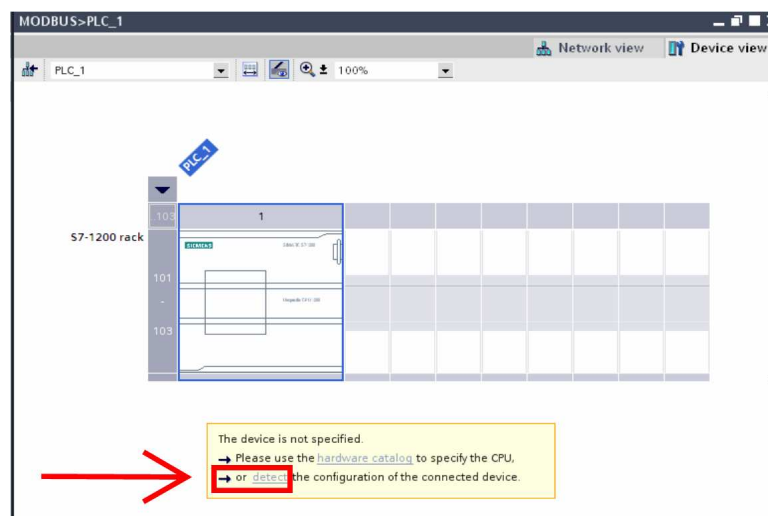 MODBUS>PLC_1
Network view
Device view
PLC_1
100%
PLC_1
103
1
S7-1200 rack
SIEMENS
101
-
103
The device is not specified.
→ Please use the hardware catalog to specify the CPU,
→ or detect the configuration of the connected device.